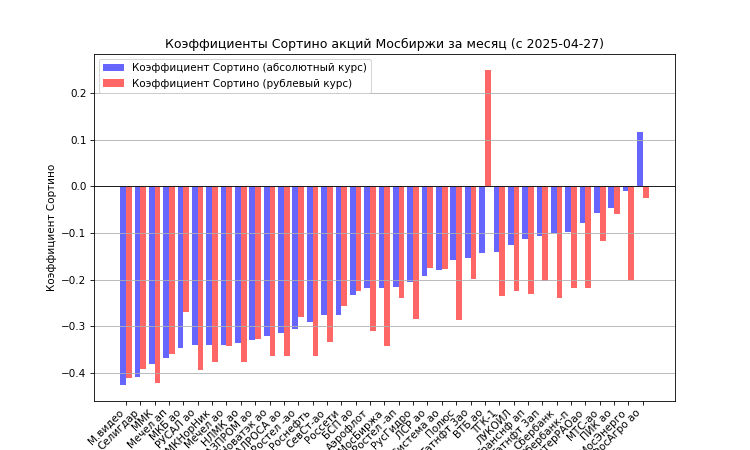 Коэффициенты Сортино акций Мосбиржи за месяц (с 2025-04-27)
Коэффициент Сортино (абсолютный курс)
Коэффициент Сортино (рублевый курс)
Коэффициент Сортино
0.2
0.1
0.0
−0.1
−0.2
−0.3
−0.4
М.видео
Селигдар
ММК
Мечел ап
МКБ ао
РУСАЛ ао
ГМКНорНик
Мечел ао
НЛМК ао
ГАЗПРОМ ао
Новатэк ао
АЛРОСА ао
Ростел -ао
Роснефть
СевСт-ао
Россети
БСП ао
Аэрофлот
МосБиржа
Ростел -ап
РусГидро
ЛСР ао
Система ао
Полюс
Татнфт 3ао
ВТБ ао
ТГК-1
ЛУКОЙЛ
Транснф ап
Татнфт 3ап
Сбербанк
Сбербанк-п
ИнтерРАОао
МТС-ао
ПИК ао
МосЭнерго
РосАгро ао